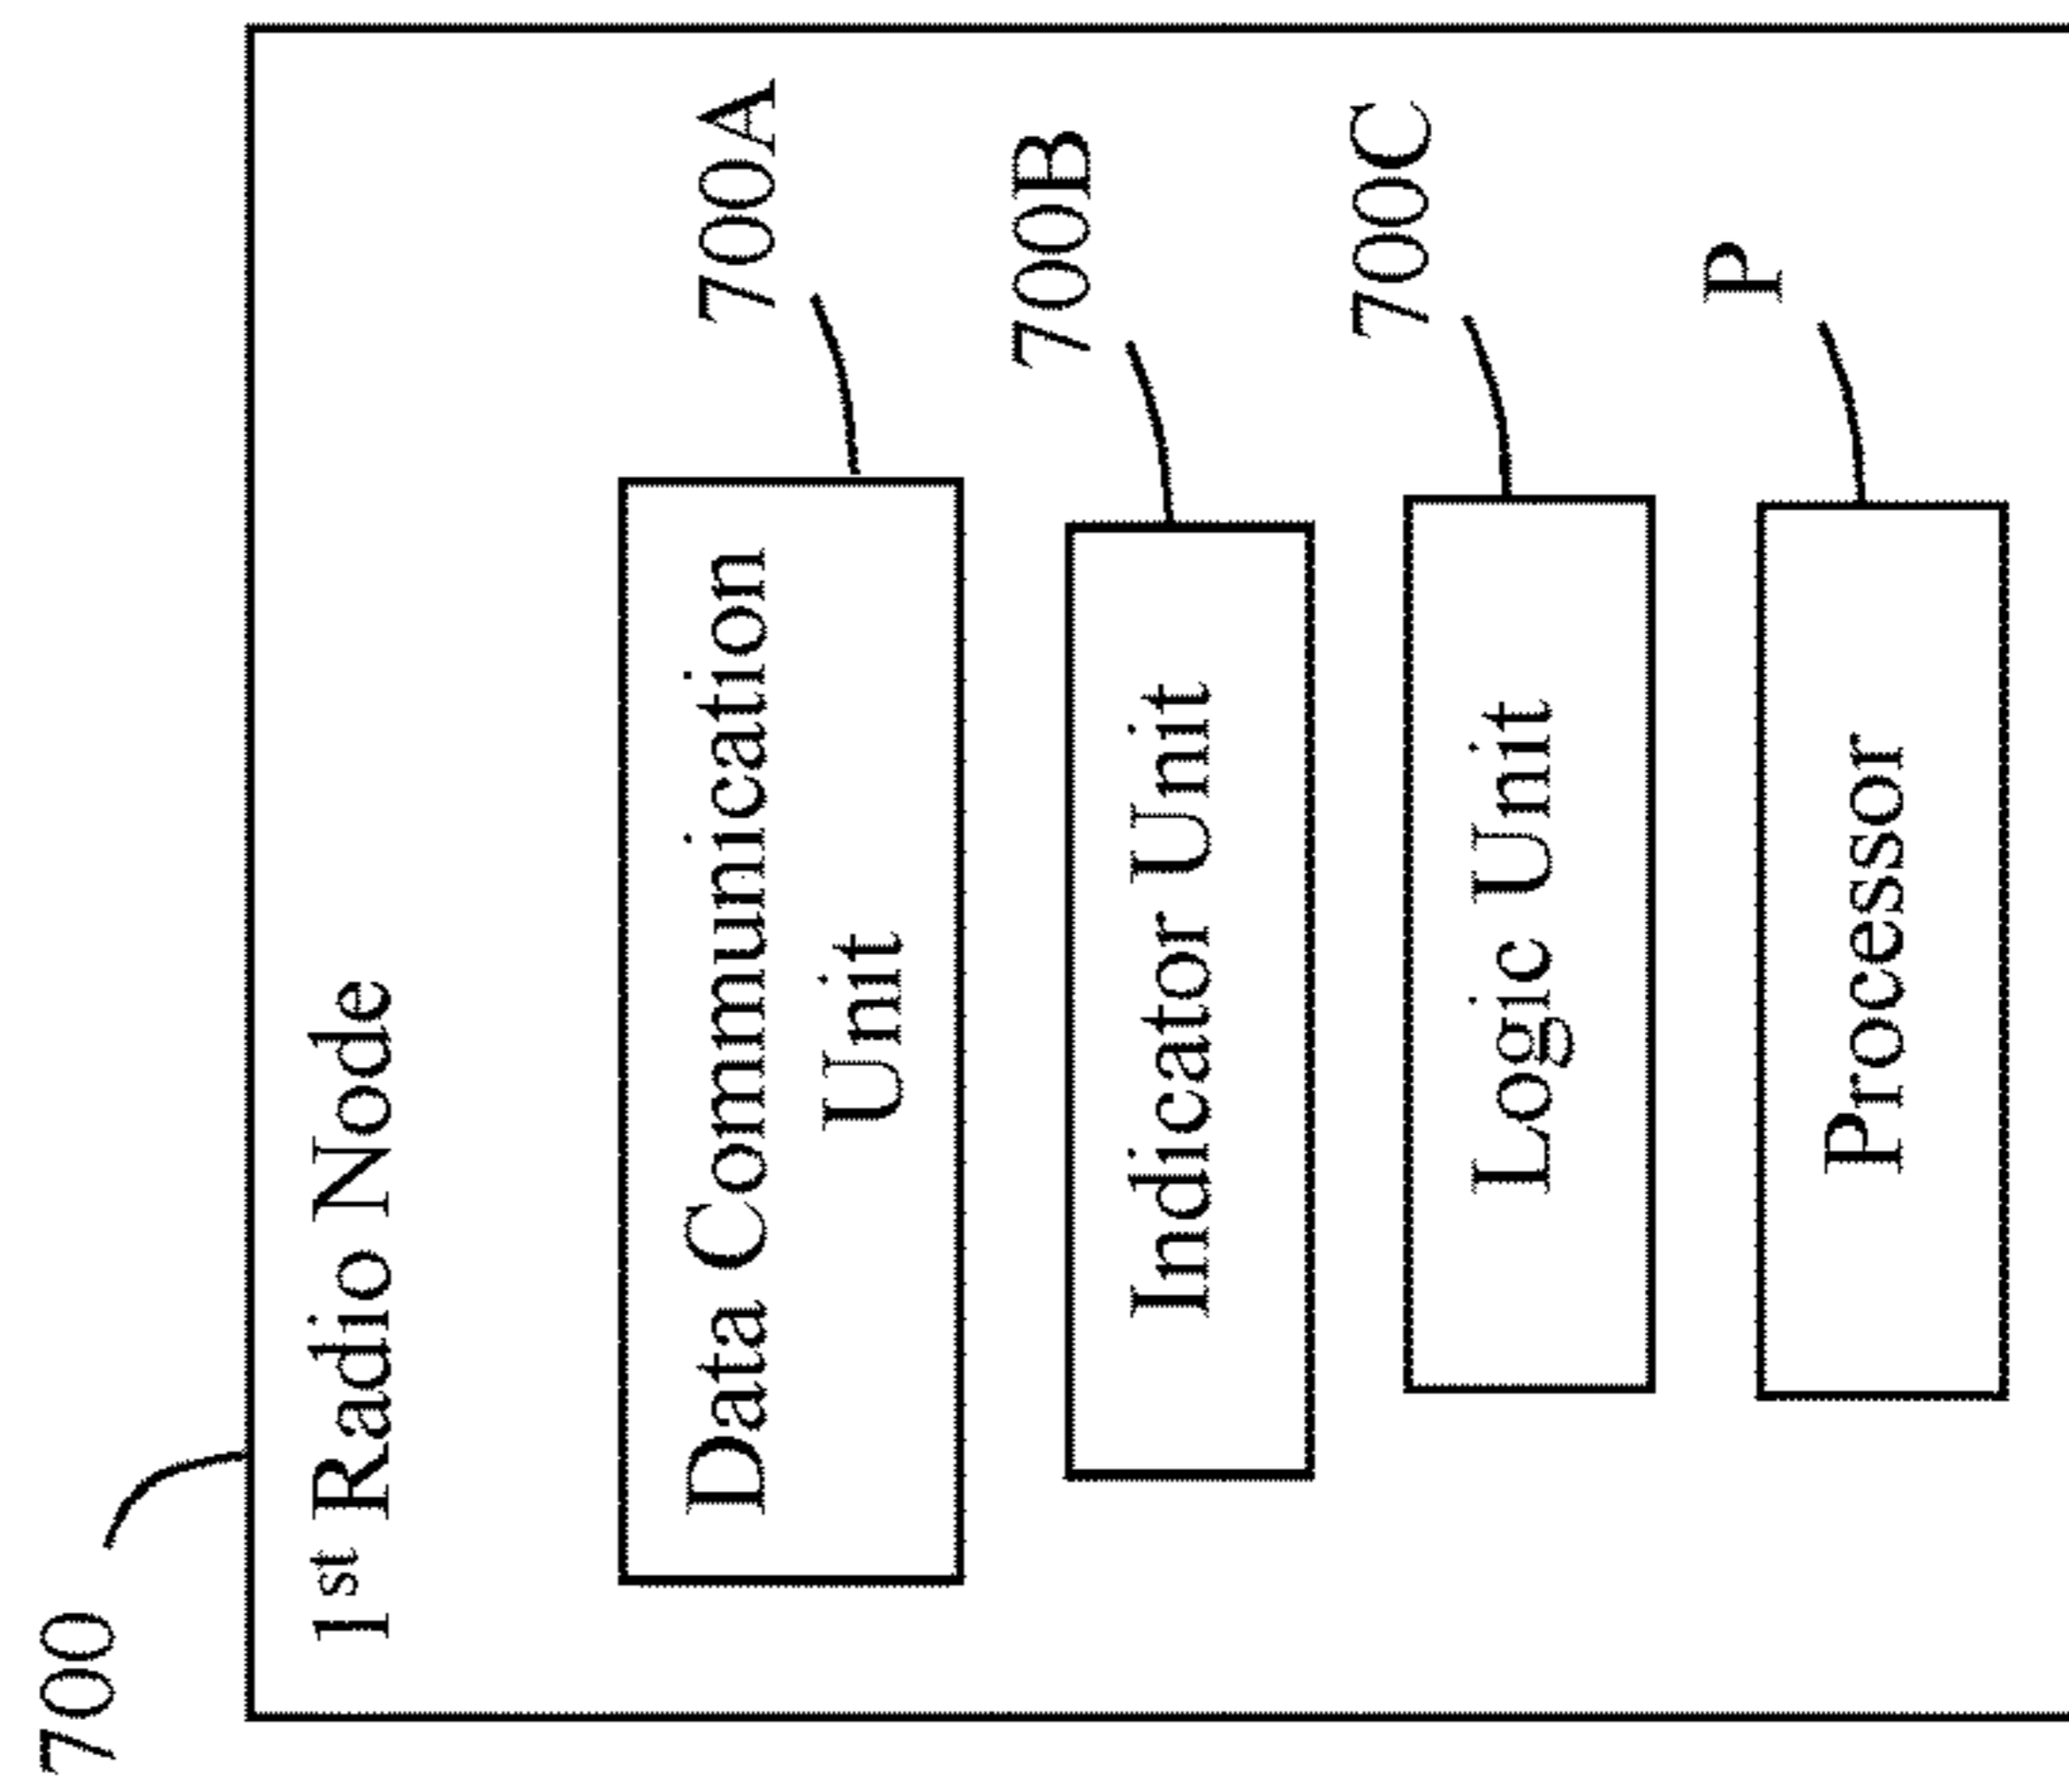 700
1st Radio Node
700A
Data Communication
Unit
700B
Indicator Unit
700C
Logic Unit
P
Processor